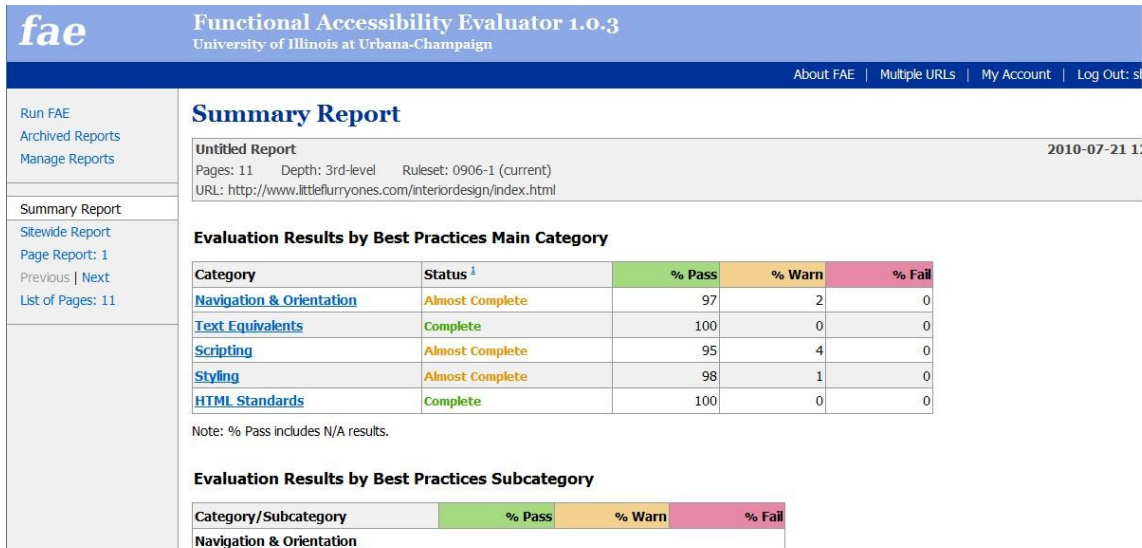 fae
Functional Accessibility Evaluator 1.0.3
University of Illinois at Urbana-Champaign
About FAE | Multiple URLs | My Account | Log Out: s
Run FAE
Archived Reports
Manage Reports
Summary Report
Sitewide Report
Page Report: 1
Previous | Next
List of Pages: 11
Summary Report
Untitled Report 2010-07-21 1
Pages: 11 Depth: 3rd-level Ruleset: 0906-1 (current)
URL: http://www.littleflurryones.com/interiordesign/index.html
Evaluation Results by Best Practices Main Category
Category Status 1 % Pass % Warn % Fail
Navigation & Orientation Almost Complete 97 2 0
Text Equivalents Complete 100 0 0
Scripting Almost Complete 95 4 0
Styling Almost Complete 98 1 0
HTML Standards Complete 100 0 0
Note: % Pass includes N/A results.
Evaluation Results by Best Practices Subcategory
Category/Subcategory % Pass % Warn % Fail
Navigation & Orientation